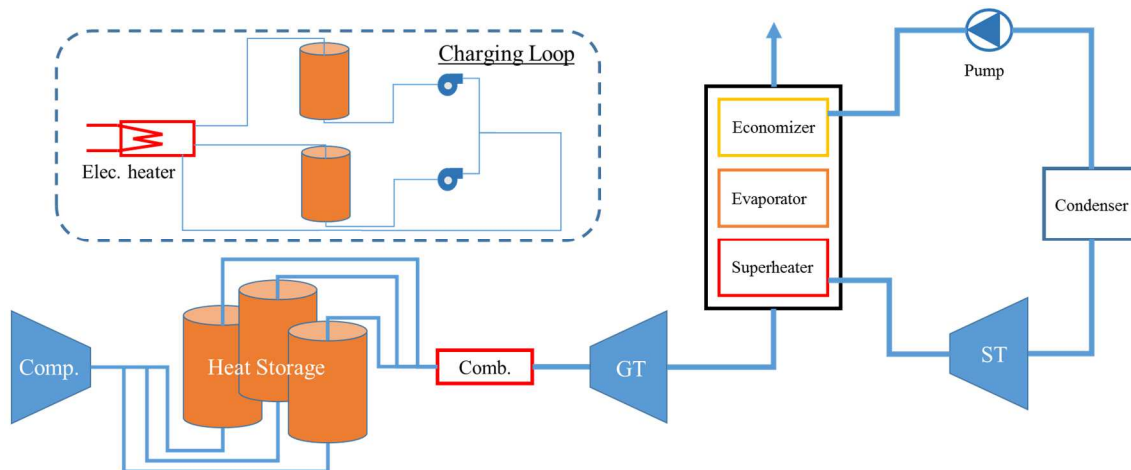 Charging Loop
Elec. heater
Pump
Economizer
Evaporator
Superheater
Condenser
Comp.
Heat Storage
Comb.
GT
ST